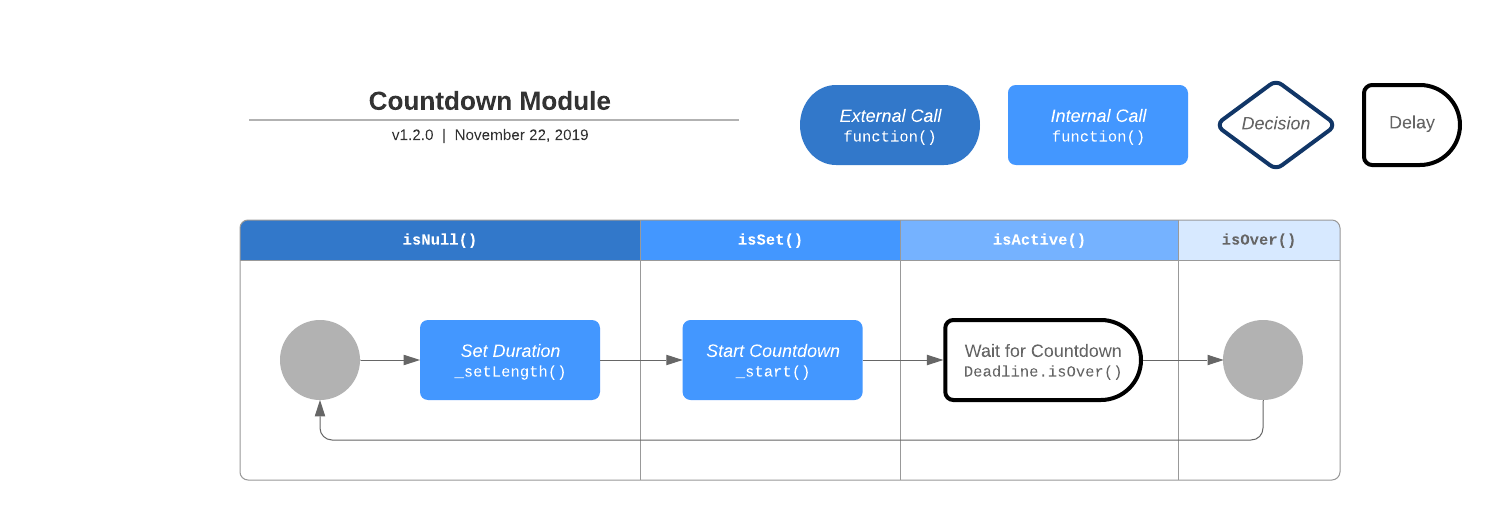 Countdown Module
v1.2.0 | November 22, 2019
External Call
function()
Internal Call
function()
Decision
Delay
isNull()
isSet()
isActive()
isOver()
Set Duration
_setLength()
Start Countdown
_start()
Wait for Countdown
Deadline.isOver()